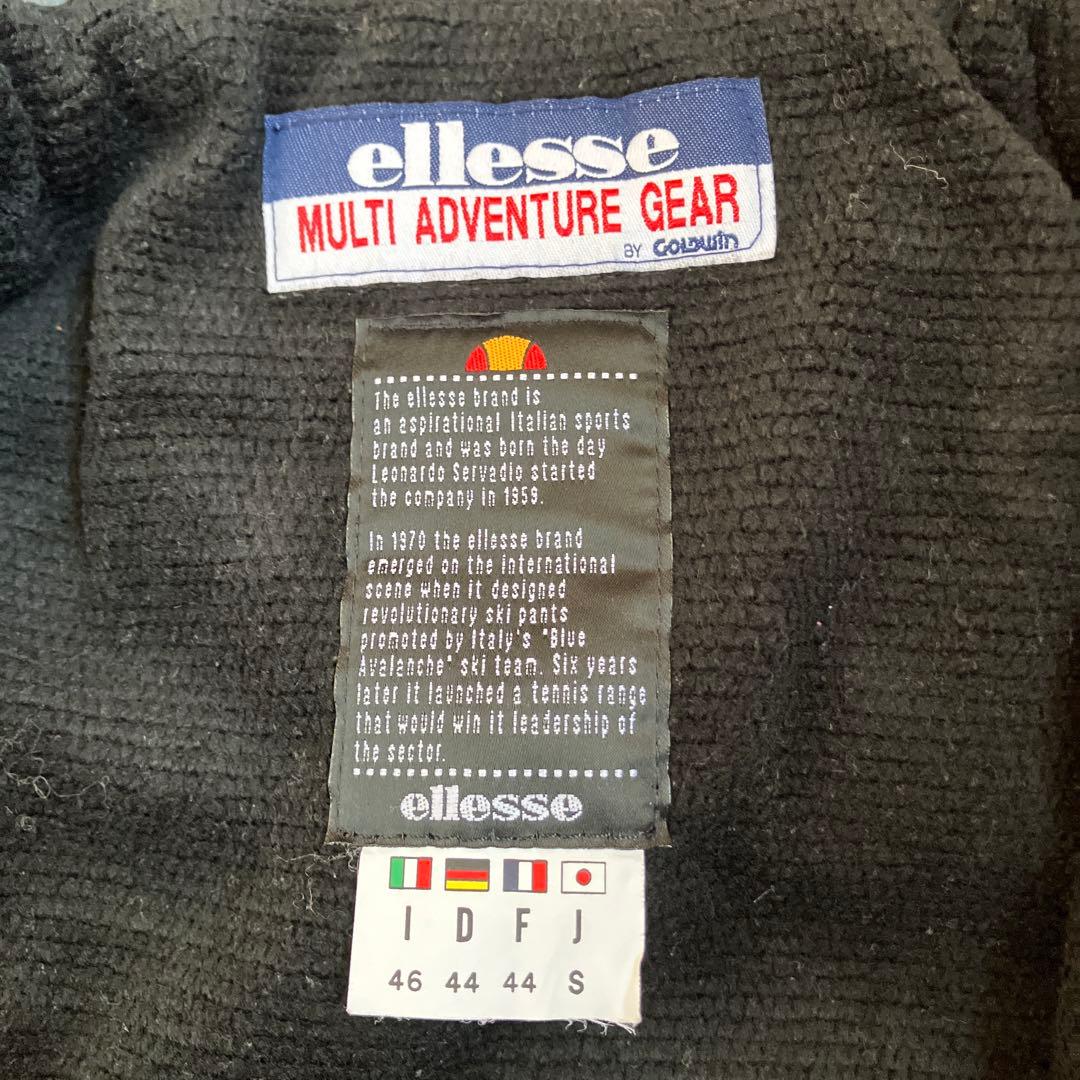 ellesse
MULTI ADVENTURE GEAR
BY GOLDWIN
The ellesse brand is
an aspirational Italian sports
brand and was born the day
Leonardo Servadio started
the company in 1959.
In 1970 the ellesse brand
emerged on the international
scene when it designed
revolutionary ski pants
promoted by Italy's "Blue
Avalanche" ski team. Six years
later it launched a tennis range
that would win it leadership of
the sector.
ellesse
I D F J
46 44 44 S